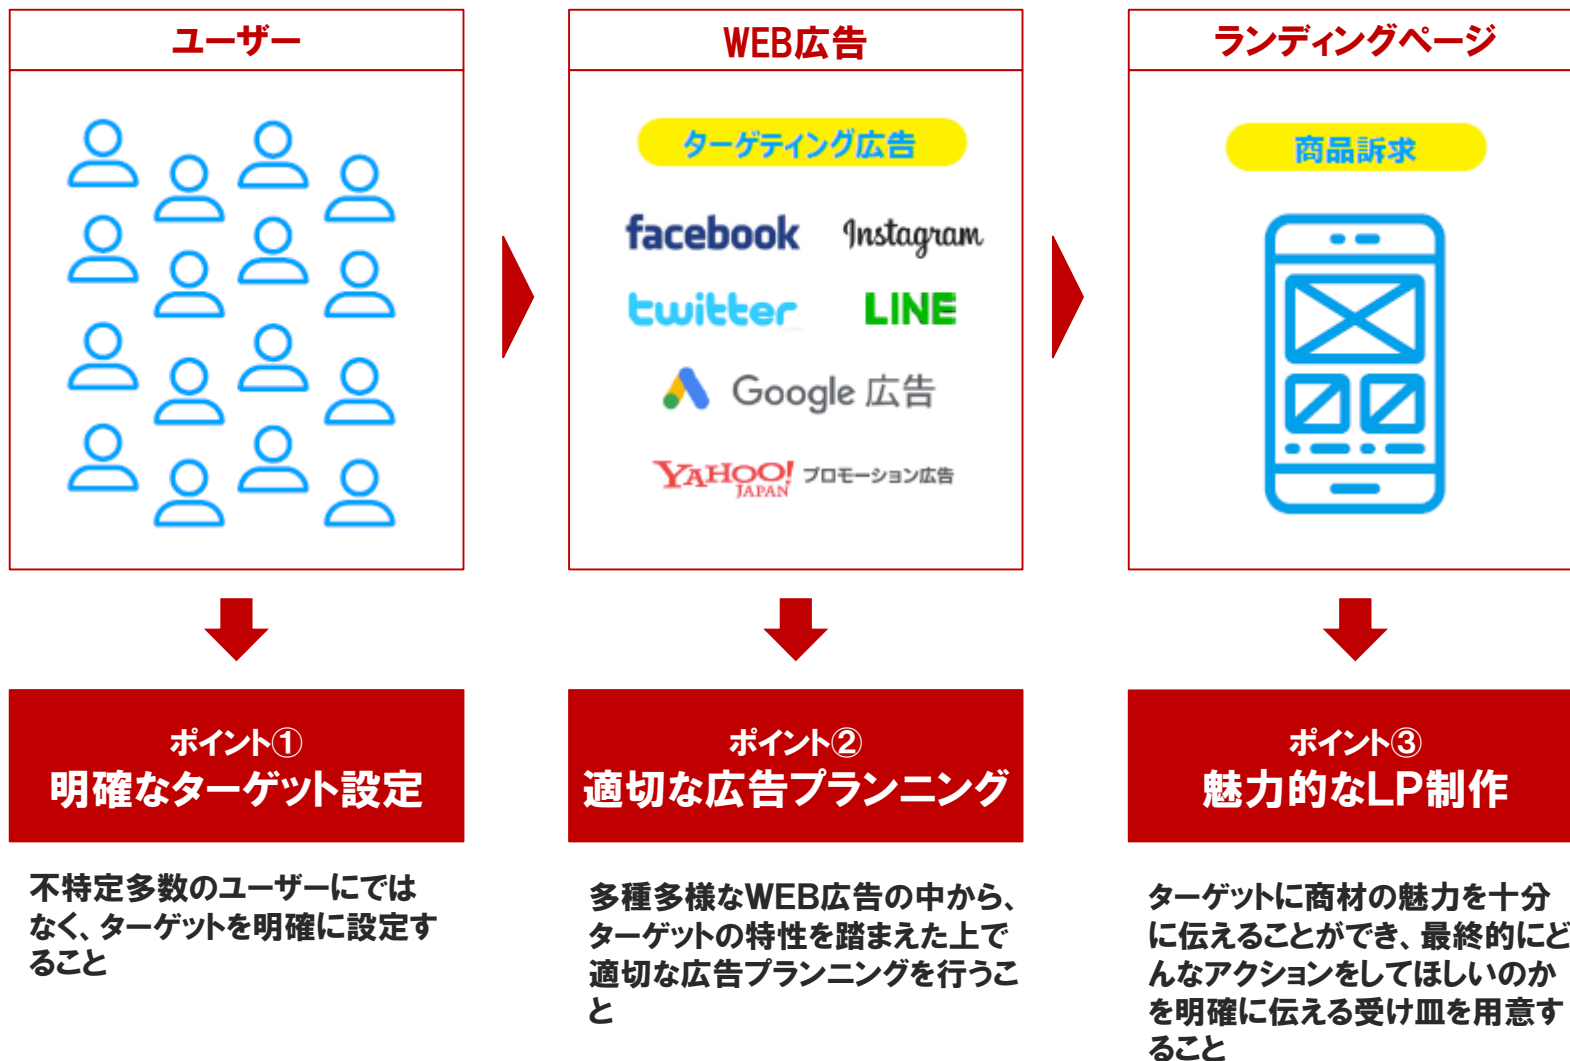 ユーザー
WEB広告
ランディングページ
ターゲティング広告
facebook Instagram
twitter LINE
Google 広告
YAHOO! JAPAN プロモーション広告
商品訴求
ポイント①
明確なターゲット設定
不特定多数のユーザーにでは
なく、ターゲットを明確に設定す
ること
ポイント②
適切な広告プランニング
多種多様なWEB広告の中から、
ターゲットの特性を踏まえた上で
適切な広告プランニングを行うこ
と
ポイント③
魅力的なLP制作
ターゲットに商材の魅力を十分
に伝えることができ、最終的にど
んなアクションをしてほしいのか
を明確に伝える受け皿を用意す
ること